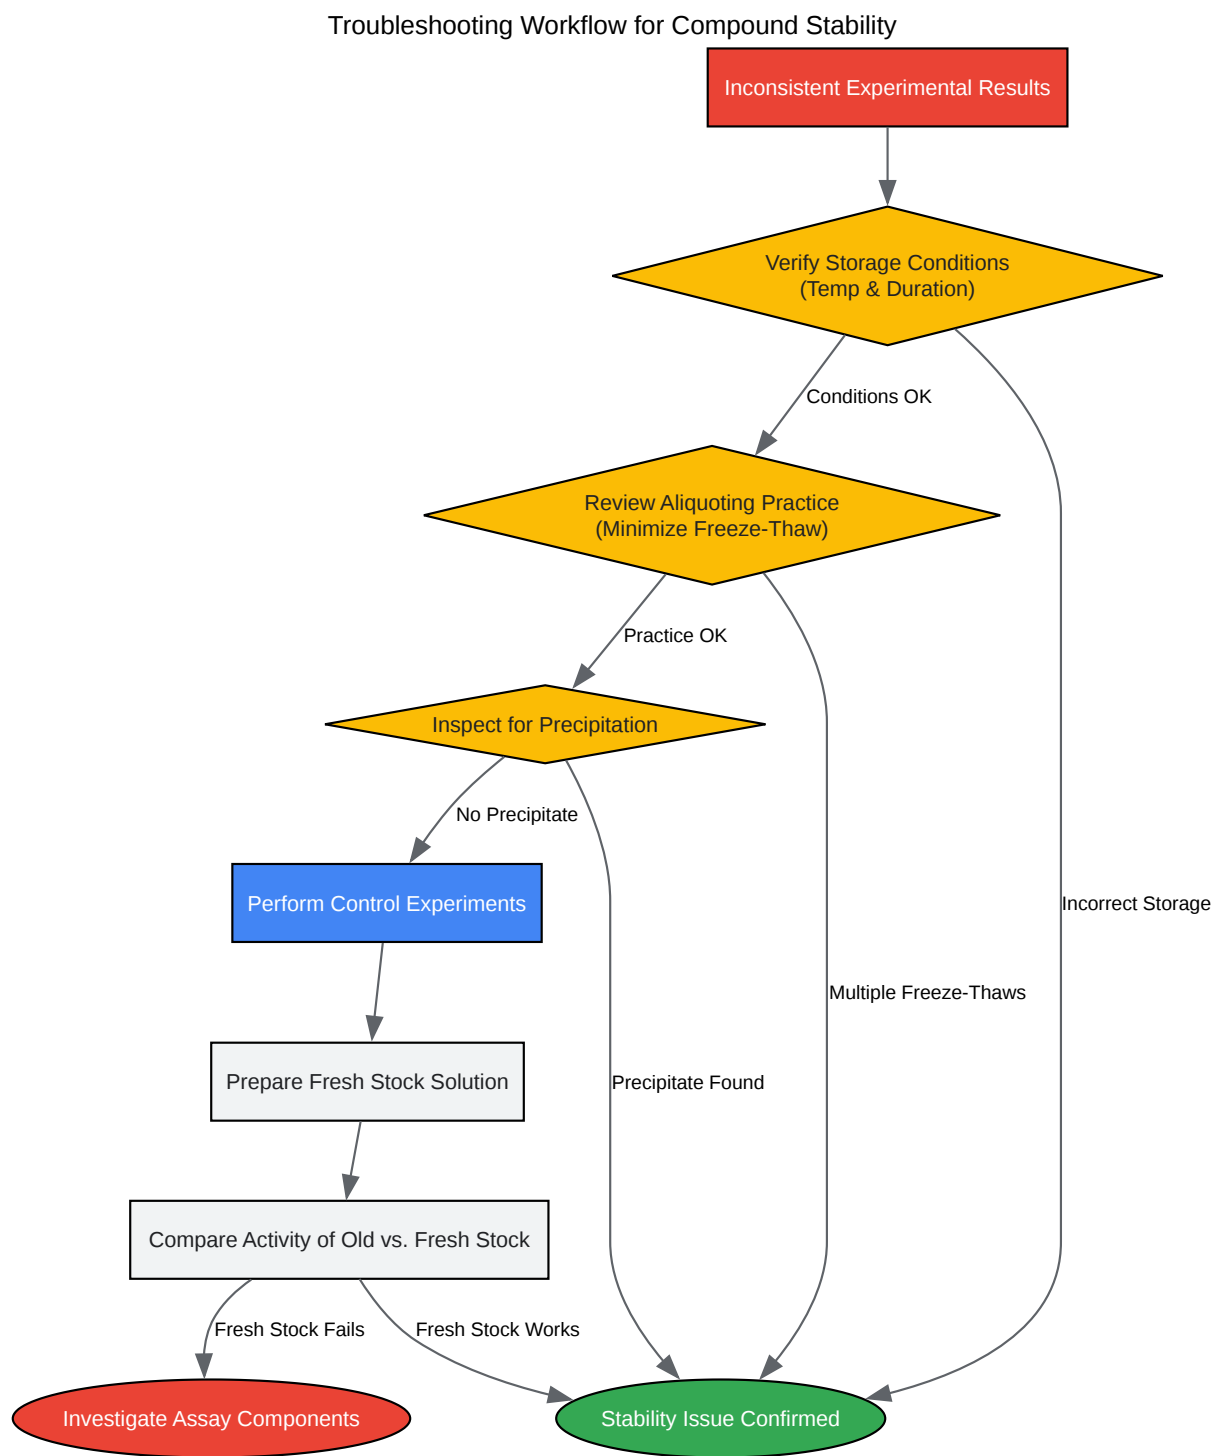 Troubleshooting Workflow for Compound Stability
Inconsistent Experimental Results
Verify Storage Conditions
(Temp & Duration)
Conditions OK
Review Aliquoting Practice
(Minimize Freeze-Thaw)
Practice OK
Inspect for Precipitation
No Precipitate
Perform Control Experiments
Incorrect Storage
Multiple Freeze-Thaws
Prepare Fresh Stock Solution
Precipitate Found
Compare Activity of Old vs. Fresh Stock
Fresh Stock Fails
Fresh Stock Works
Investigate Assay Components
Stability Issue Confirmed